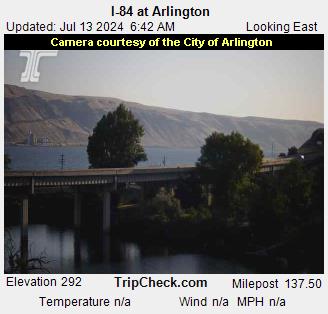 I-84 at Arlington
Updated: Jul 13 2024 6:42 AM Looking East
Camera courtesy of the City of Arlington
Elevation 292 TripCheck.com Milepost 137.50
Temperature n/a Wind n/a MPH n/a